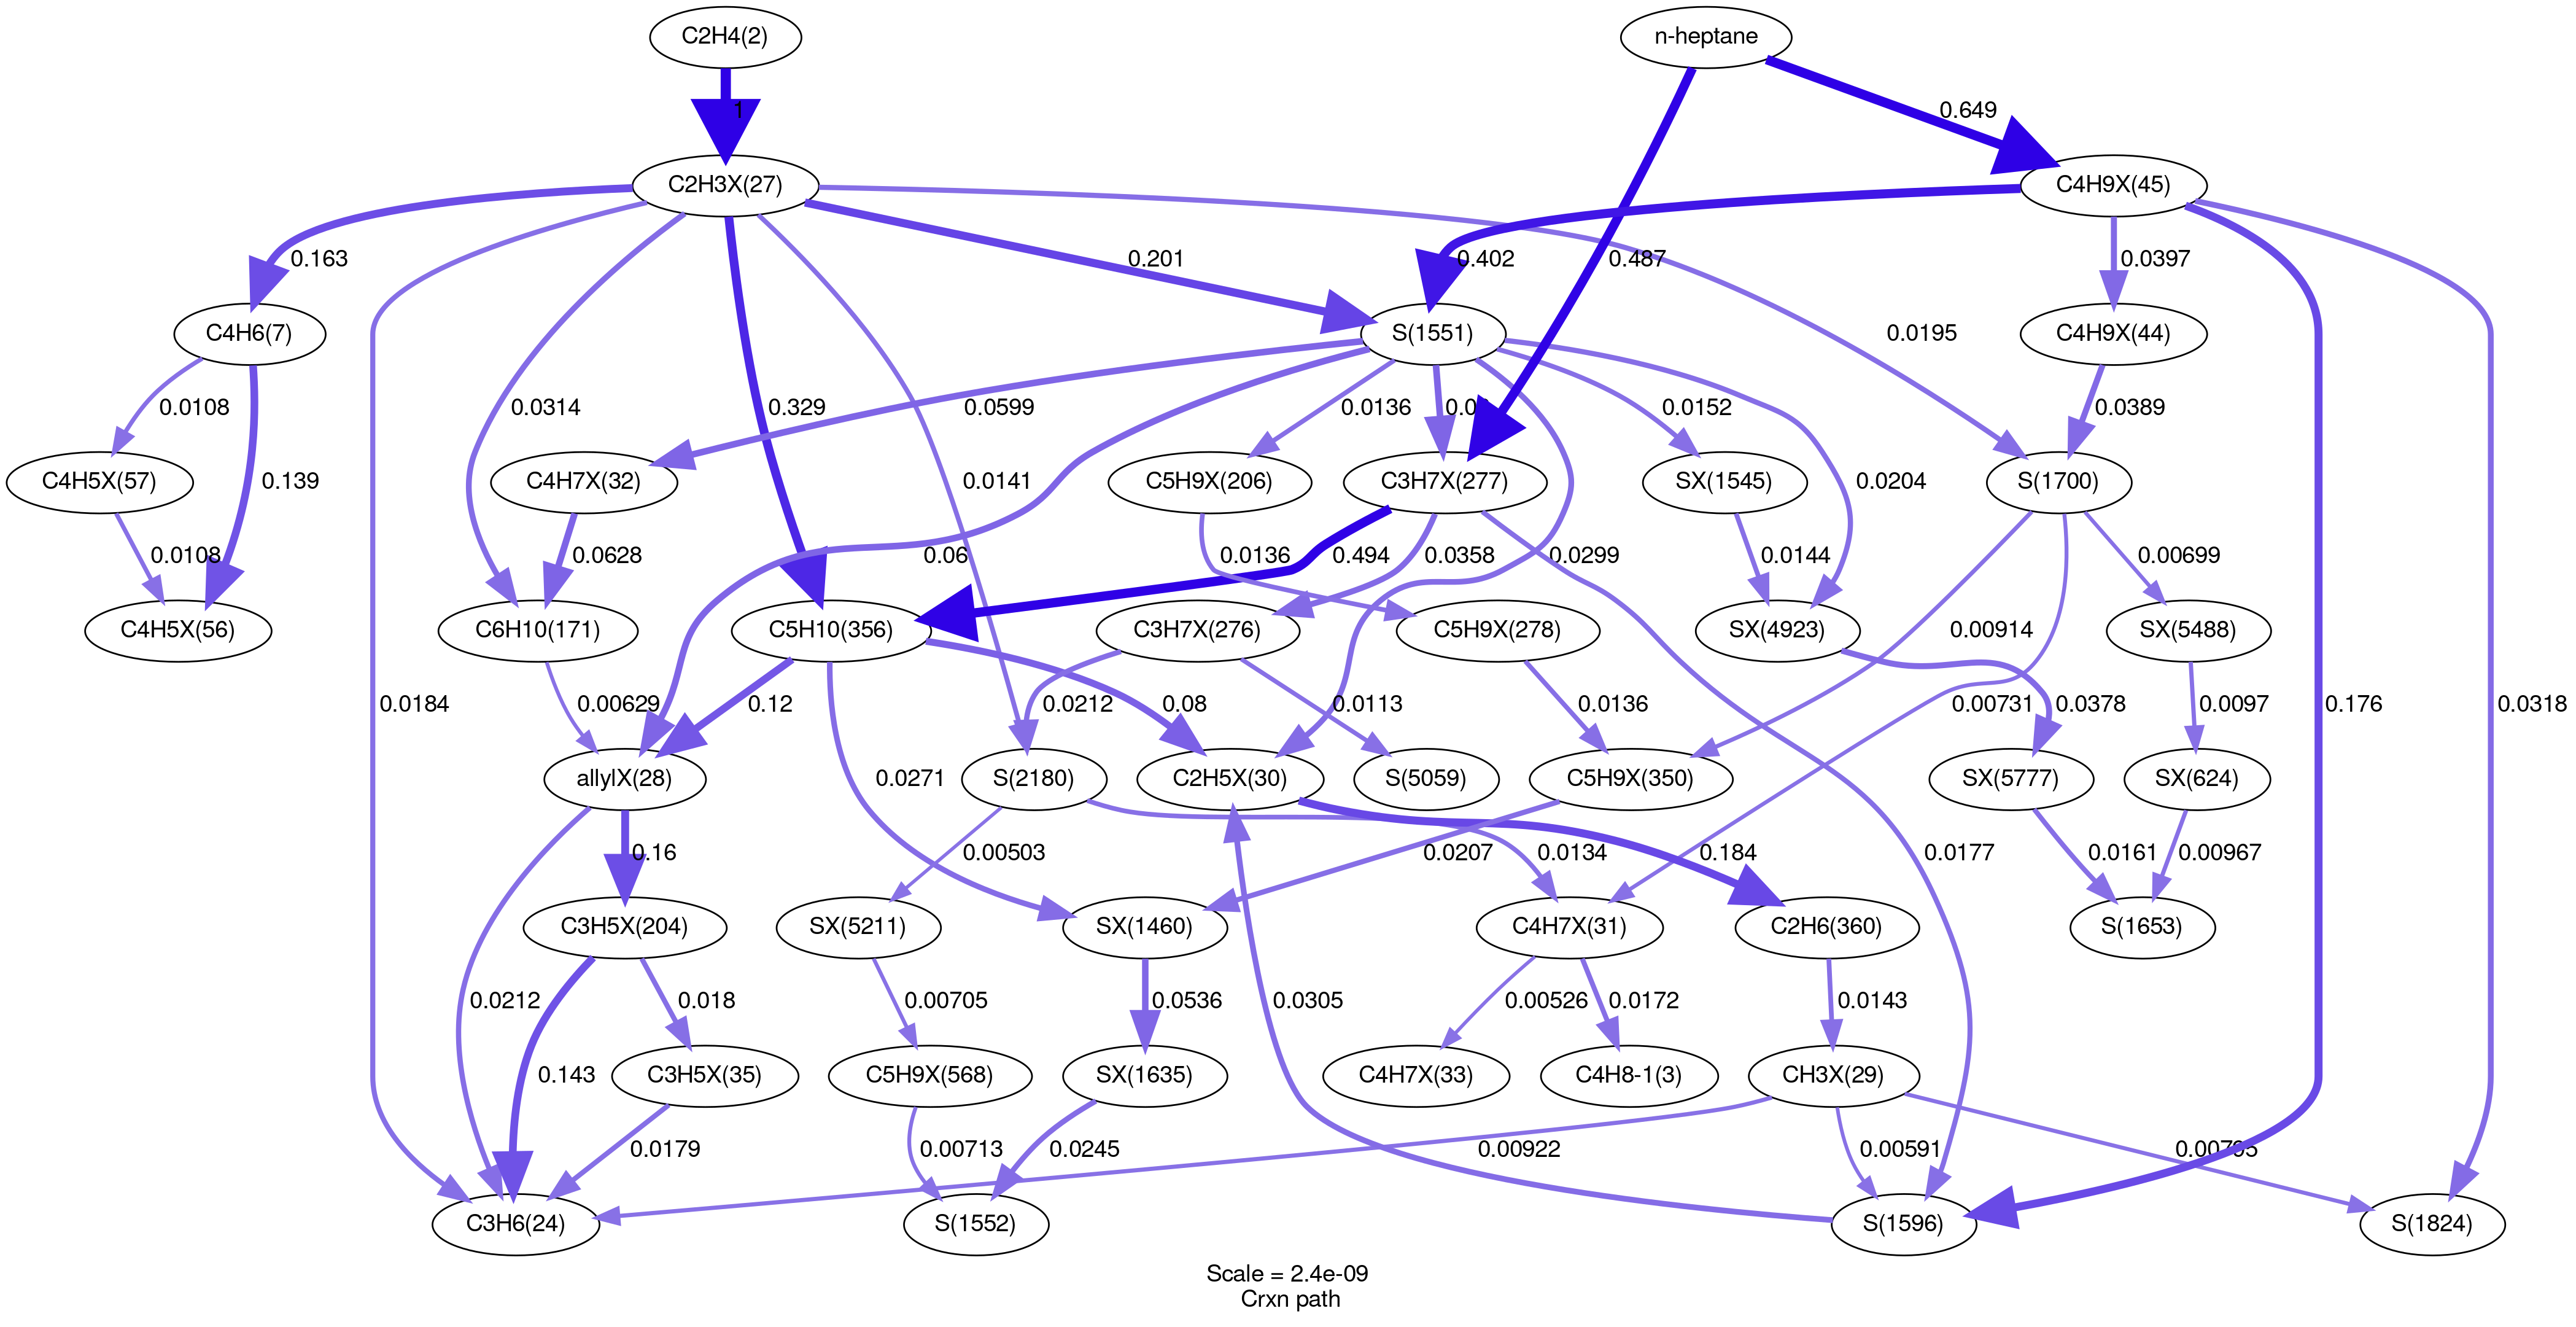 C2H4(2)
n-heptane
1
0.649
C2H3X(27)
C4H9X(45)
0.163
0.201
0.402
0.487
0.0397
C4H6(7)
S(1551)
C4H9X(44)
0.0195
0.0108
0.139
0.0314
0.329
0.0599
0.0136
0.0152
0.0204
0.0389
C4H5X(57)
C4H7X(32)
0.0141
C5H9X(206)
C3H7X(277)
SX(1545)
S(1700)
0.0108
0.0628
0.06
0.0136
0.494
0.0358
0.0299
0.0144
0.00699
C4H5X(56)
C6H10(171)
C5H10(356)
C3H7X(276)
C5H9X(278)
SX(4923)
0.00914
SX(5488)
0.0184
0.00629
0.12
0.0212
0.08
0.0113
0.0136
0.00731
0.0378
0.0097
0.176
0.0318
allylX(28)
0.0271
S(2180)
C2H5X(30)
S(5059)
C5H9X(350)
SX(5777)
SX(624)
0.16
0.00503
0.0207
0.0134
0.184
0.0177
0.0161
0.00967
C3H5X(204)
SX(5211)
SX(1460)
C4H7X(31)
C2H6(360)
S(1653)
0.0212
0.018
0.00705
0.0536
0.0305
0.00526
0.0172
0.0143
0.143
C3H5X(35)
C5H9X(568)
SX(1635)
C4H7X(33)
C4H8-1(3)
CH3X(29)
0.0179
0.00713
0.0245
0.00922
0.00591
C3H6(24)
S(1552)
S(1596)
S(1824)
Scale = 2.4e-09
Crxn path